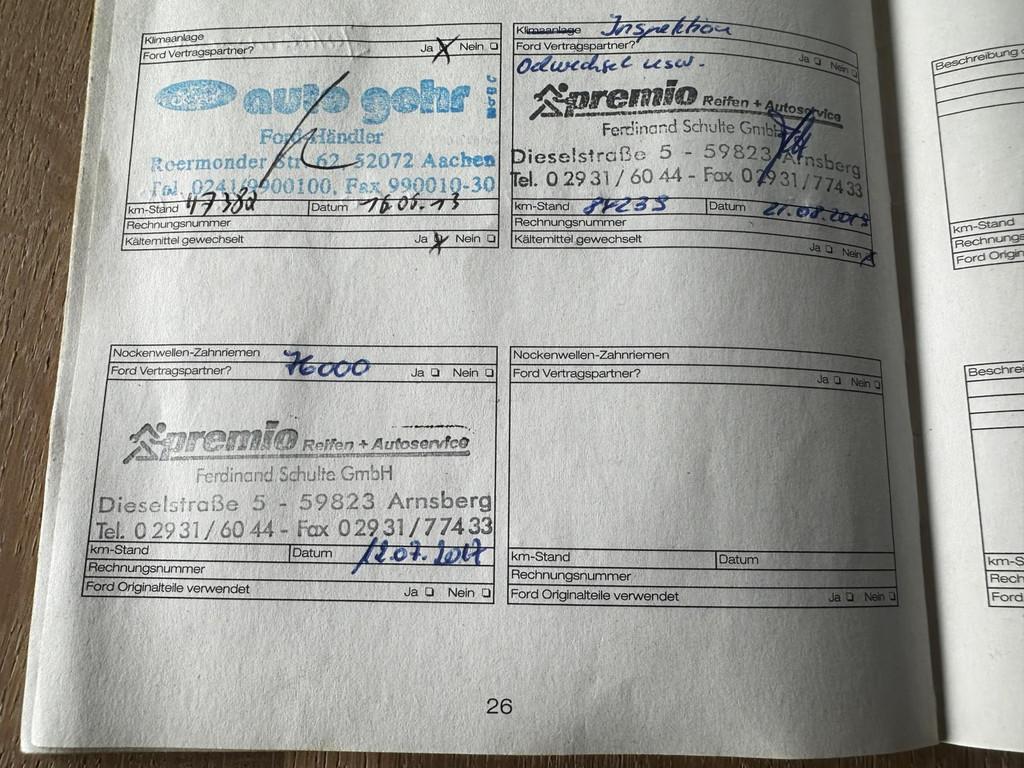 Klimaanlage
Ford Vertragspartner? Ja Nein
auto gohr
Ford-Händler
Roermonder Str. 62 52072 Aachen
Tel. 0241/9900100, Fax 990010-30
km-Stand 47382 Datum 16.05.13
Rechnungsnummer
Kältemittel gewechselt Ja Nein
Klimaanlage Inspektion
Ford Vertragspartner? Ja Nein
Oelwechsel usw.
premio Reifen + Autoservice
Ferdinand Schulte GmbH
Dieselstraße 5 - 59823 Arnsberg
Tel. 0 29 31 / 60 44 - Fax 0 29 31 / 7 74 33
km-Stand 84239 Datum 21.08.2019
Rechnungsnummer
Kältemittel gewechselt Ja Nein
Nockenwellen-Zahnriemen
Ford Vertragspartner? 76000 Ja Nein
premio Reifen + Autoservice
Ferdinand Schulte GmbH
Dieselstraße 5 - 59823 Arnsberg
Tel. 0 29 31 / 60 44 - Fax 0 29 31 / 7 74 33
km-Stand Datum 12.07.2017
Rechnungsnummer
Ford Originalteile verwendet Ja Nein
Nockenwellen-Zahnriemen
Ford Vertragspartner? Ja Nein
km-Stand Datum
Rechnungsnummer
Ford Originalteile verwendet Ja Nein
26
Beschreibung
km-Stand
Rechnungs
Ford Origin
Beschrei
km-S
Rech
Ford